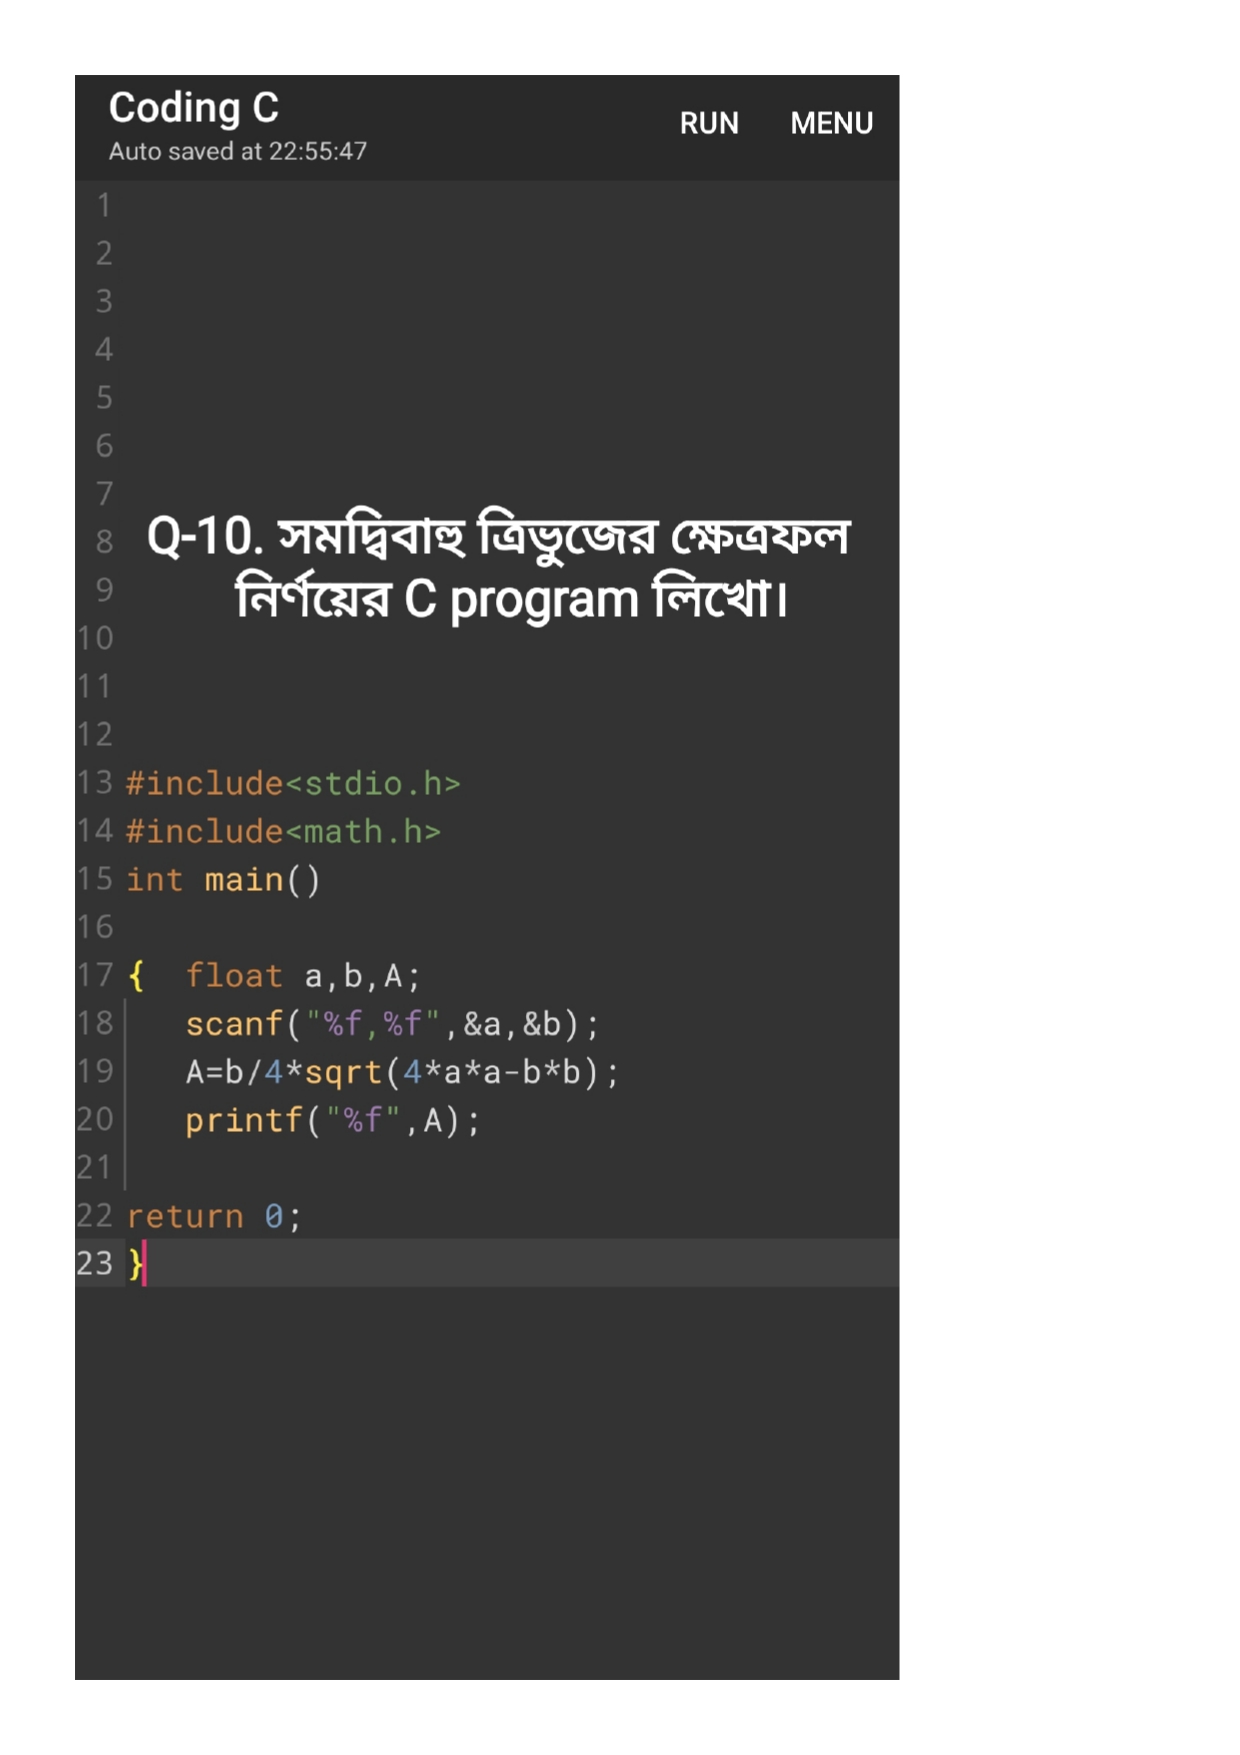 Coding C
RUN MENU
Auto saved at 22:55:47
1
2
3
4
5
6
7
8 Q-10. সমদ্বিবাহু ত্রিভুজের ক্ষেত্রফল
9 নির্ণয়ের C program লিখো।
10
11
12
13 #include<stdio.h>
14 #include<math.h>
15 int main()
16
17 { float a,b,A;
18 scanf("%f,%f",&a,&b);
19 A=b/4*sqrt(4*a*a-b*b);
20 printf("%f",A);
21
22 return 0;
23 }